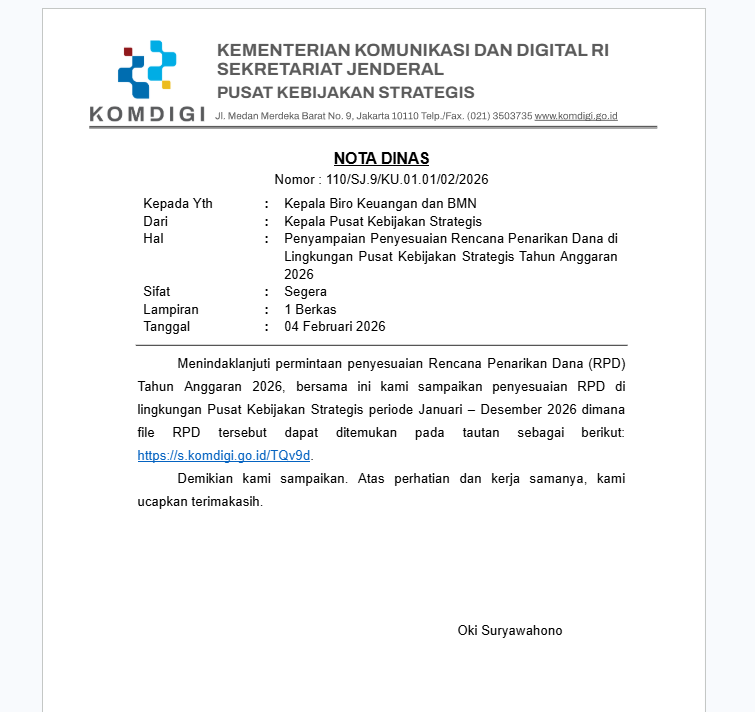 KEMENTERIAN KOMUNIKASI DAN DIGITAL RI
SEKRETARIAT JENDERAL
PUSAT KEBIJAKAN STRATEGIS
KOMDIGI Jl. Medan Merdeka Barat No. 9, Jakarta 10110 Telp./Fax. (021) 3503735 www.komdigi.go.id
NOTA DINAS
Nomor : 110/SJ.9/KU.01.01/02/2026
Kepada Yth : Kepala Biro Keuangan dan BMN
Dari : Kepala Pusat Kebijakan Strategis
Hal : Penyampaian Penyesuaian Rencana Penarikan Dana di
Lingkungan Pusat Kebijakan Strategis Tahun Anggaran
2026
Sifat : Segera
Lampiran : 1 Berkas
Tanggal : 04 Februari 2026
Menindaklanjuti permintaan penyesuaian Rencana Penarikan Dana (RPD)
Tahun Anggaran 2026, bersama ini kami sampaikan penyesuaian RPD di
lingkungan Pusat Kebijakan Strategis periode Januari – Desember 2026 dimana
file RPD tersebut dapat ditemukan pada tautan sebagai berikut:
https://s.komdigi.go.id/TQv9d.
Demikian kami sampaikan. Atas perhatian dan kerja samanya, kami
ucapkan terimakasih.
Oki Suryawahono